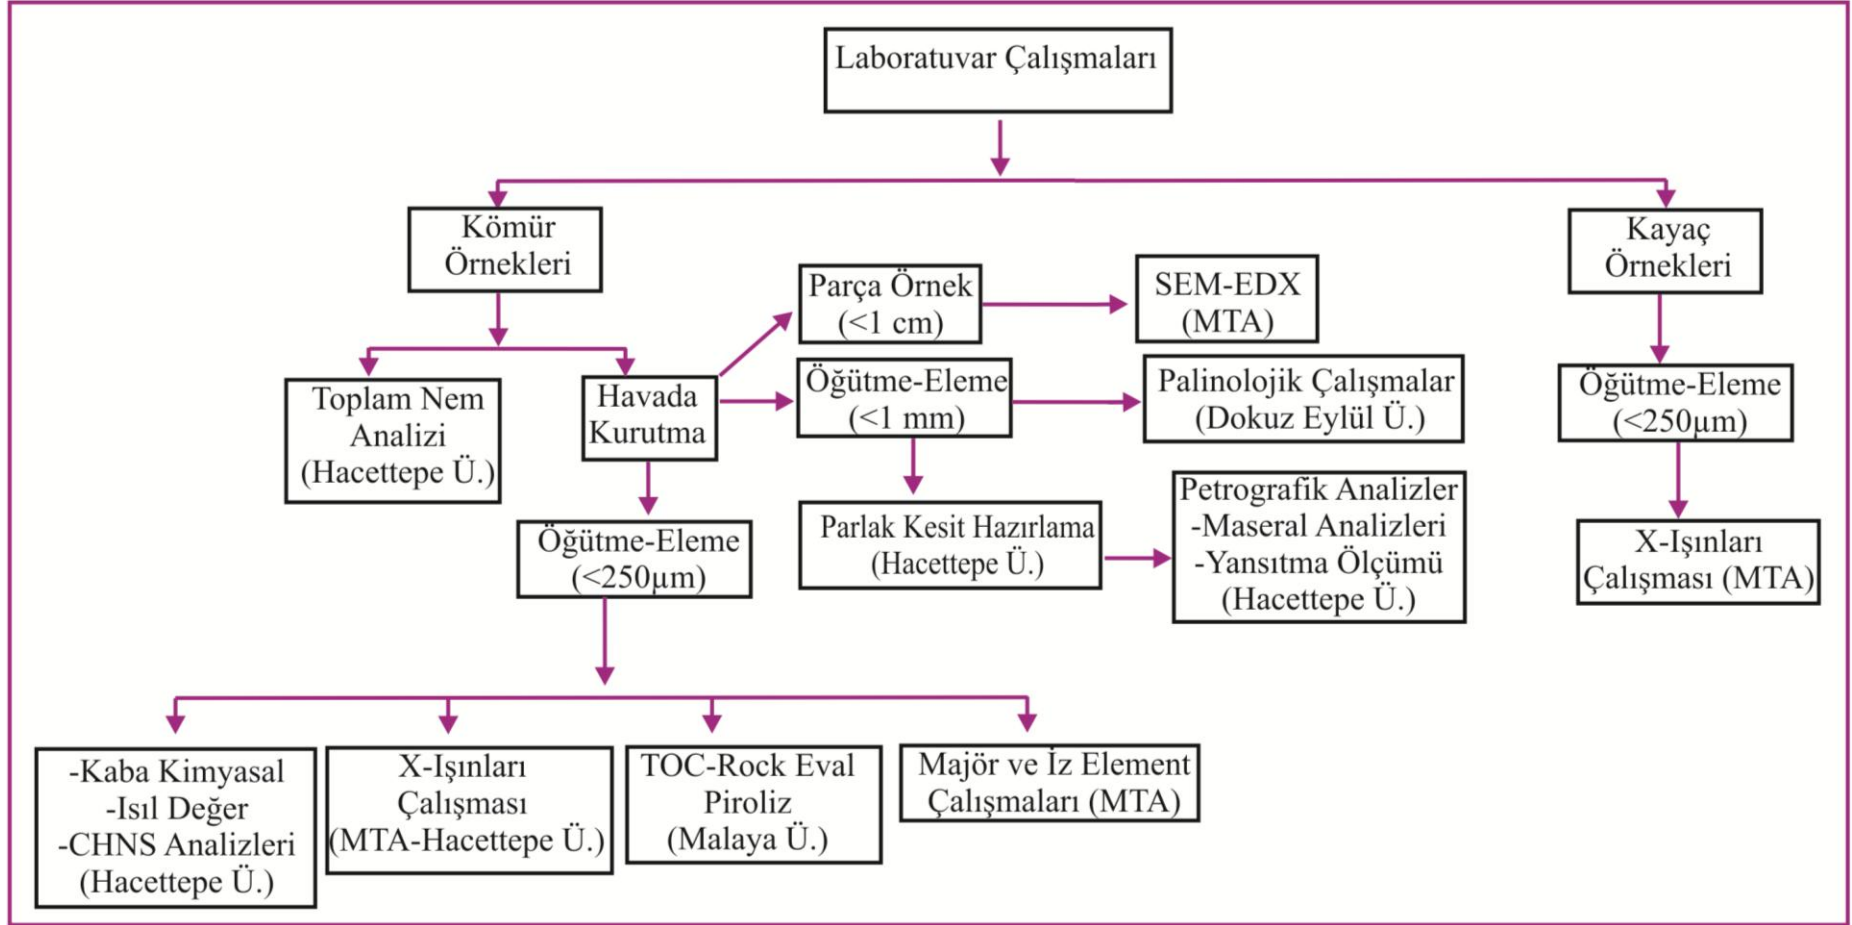 Laboratuvar Çalışmaları
Kömür
Örnekleri
Kayaç
Örnekleri
Parça Örnek
(<1 cm)
SEM-EDX
(MTA)
Toplam Nem
Analizi
(Hacettepe Ü.)
Havada
Kurutma
Öğütme-Eleme
(<1 mm)
Palinolojik Çalışmalar
(Dokuz Eylül Ü.)
Öğütme-Eleme
(<250µm)
Öğütme-Eleme
(<250µm)
Parlak Kesit Hazırlama
(Hacettepe Ü.)
Petrografik Analizler
-Maseral Analizleri
-Yansıtma Ölçümü
(Hacettepe Ü.)
X-Işınları
Çalışması (MTA)
-Kaba Kimyasal
-Isıl Değer
-CHNS Analizleri
(Hacettepe Ü.)
X-Işınları
Çalışması
(MTA-Hacettepe Ü.)
TOC-Rock Eval
Piroliz
(Malaya Ü.)
Majör ve İz Element
Çalışmaları (MTA)